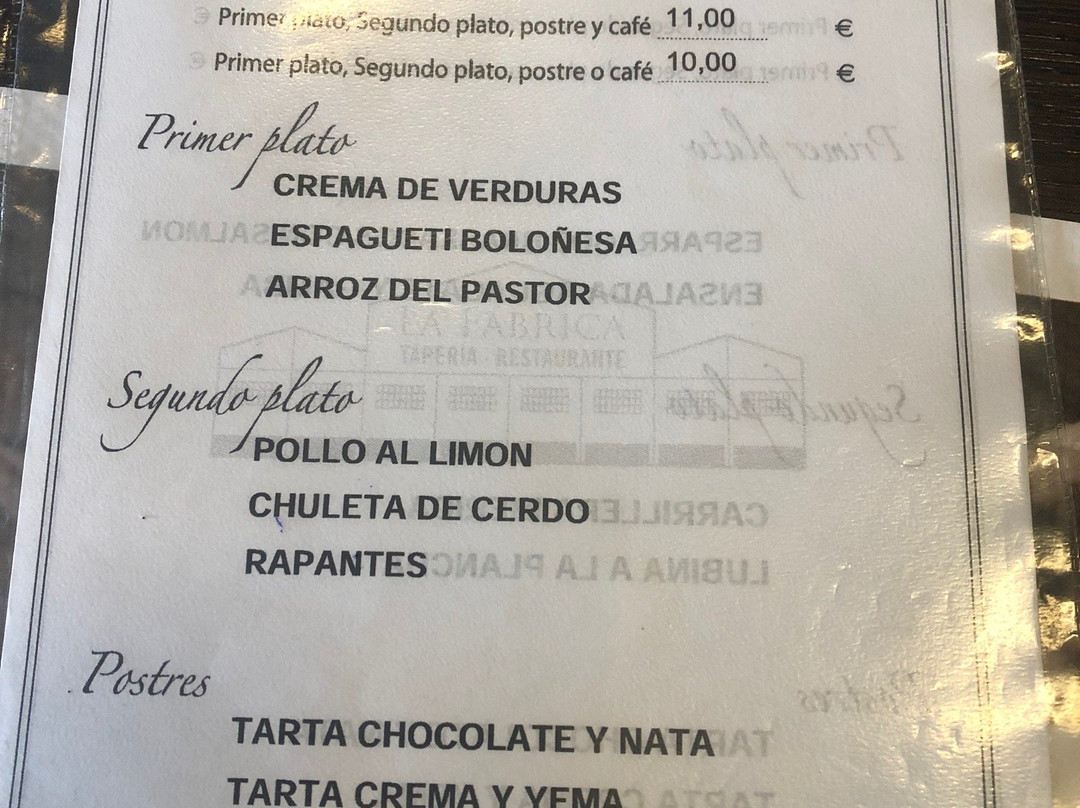 Primer plato, Segundo plato, postre y café 11,00 €
Primer plato, Segundo plato, postre o café 10,00 €
Primer plato
CREMA DE VERDURAS
ESPAGUETI BOLOÑESA
ARROZ DEL PASTOR
LA FABRICA
TAPERIA - RESTAURANTE
Segundo plato
POLLO AL LIMON
CHULETA DE CERDO
RAPANTES
Postres
TARTA CHOCOLATE Y NATA
TARTA CREMA Y YEMA